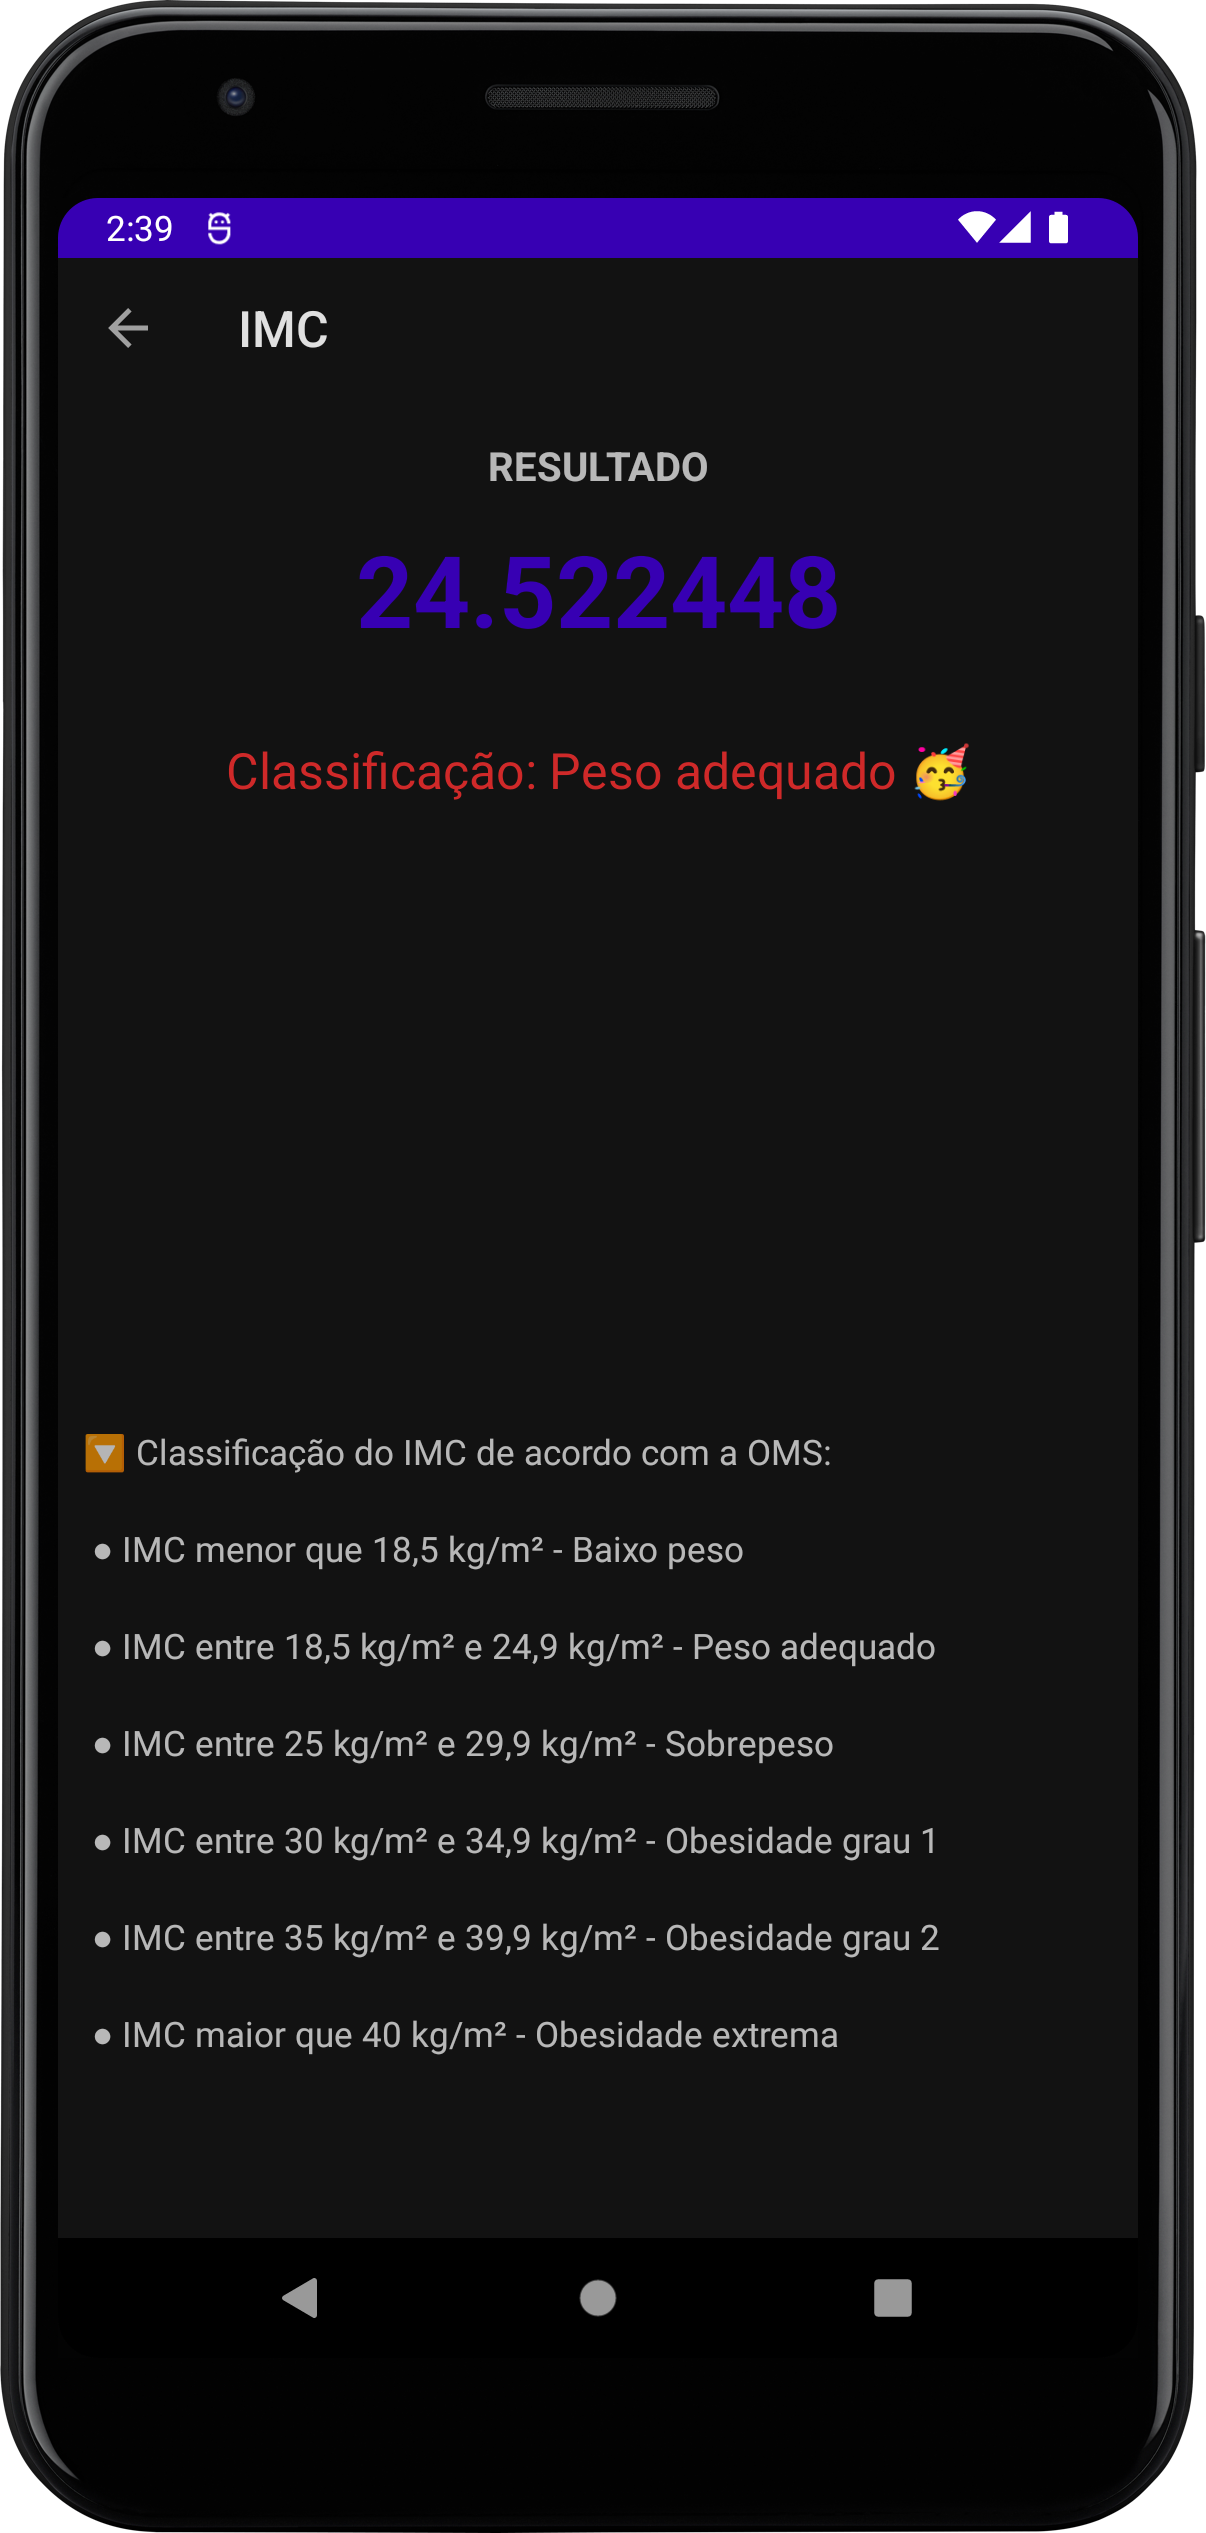 2:39
IMC
RESULTADO
24.522448
Classificação: Peso adequado 🥳
🔽 Classificação do IMC de acordo com a OMS:
● IMC menor que 18,5 kg/m² - Baixo peso
● IMC entre 18,5 kg/m² e 24,9 kg/m² - Peso adequado
● IMC entre 25 kg/m² e 29,9 kg/m² - Sobrepeso
● IMC entre 30 kg/m² e 34,9 kg/m² - Obesidade grau 1
● IMC entre 35 kg/m² e 39,9 kg/m² - Obesidade grau 2
● IMC maior que 40 kg/m² - Obesidade extrema